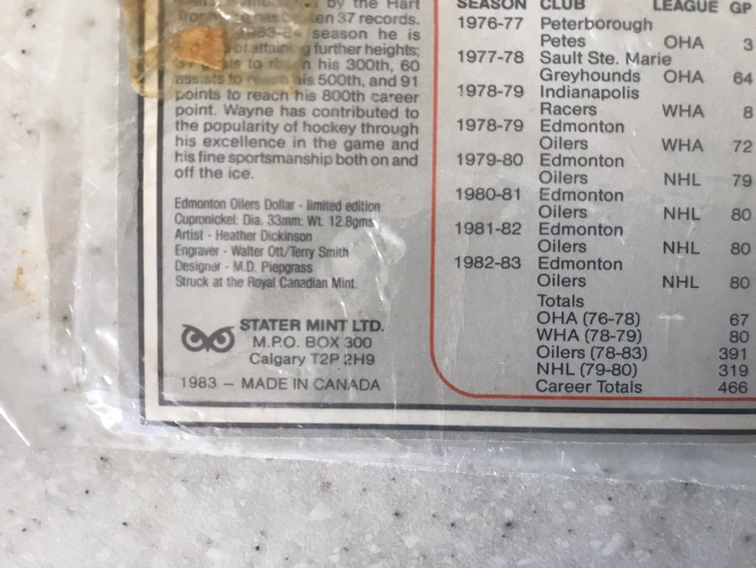 by the Hart
en 37 records.
season he is
of attaining further heights;
his 300th, 60
assists to reach his 500th, and 91
points to reach his 800th career
point. Wayne has contributed to
the popularity of hockey through
his excellence in the game and
his fine sportsmanship both on and
off the ice.
Edmonton Oilers Dollar - limited edition
Cupronickel: Dia. 33mm: Wt. 12.8gms
Artist - Heather Dickinson
Engraver - Walter Ott/Terry Smith
Designer - M.D. Piepgrass
Struck at the Royal Canadian Mint.
STATER MINT LTD.
M.P.O. BOX 300
Calgary T2P 2H9
1983 — MADE IN CANADA
SEASON CLUB LEAGUE GP
1976-77 Peterborough
Petes OHA 3
1977-78 Sault Ste. Marie
Greyhounds OHA 64
1978-79 Indianapolis
Racers WHA 8
1978-79 Edmonton
Oilers WHA 72
1979-80 Edmonton
Oilers NHL 79
1980-81 Edmonton
Oilers NHL 80
1981-82 Edmonton
Oilers NHL 80
1982-83 Edmonton
Oilers NHL 80
Totals
OHA (76-78) 67
WHA (78-79) 80
Oilers (78-83) 391
NHL (79-80) 319
Career Totals 466